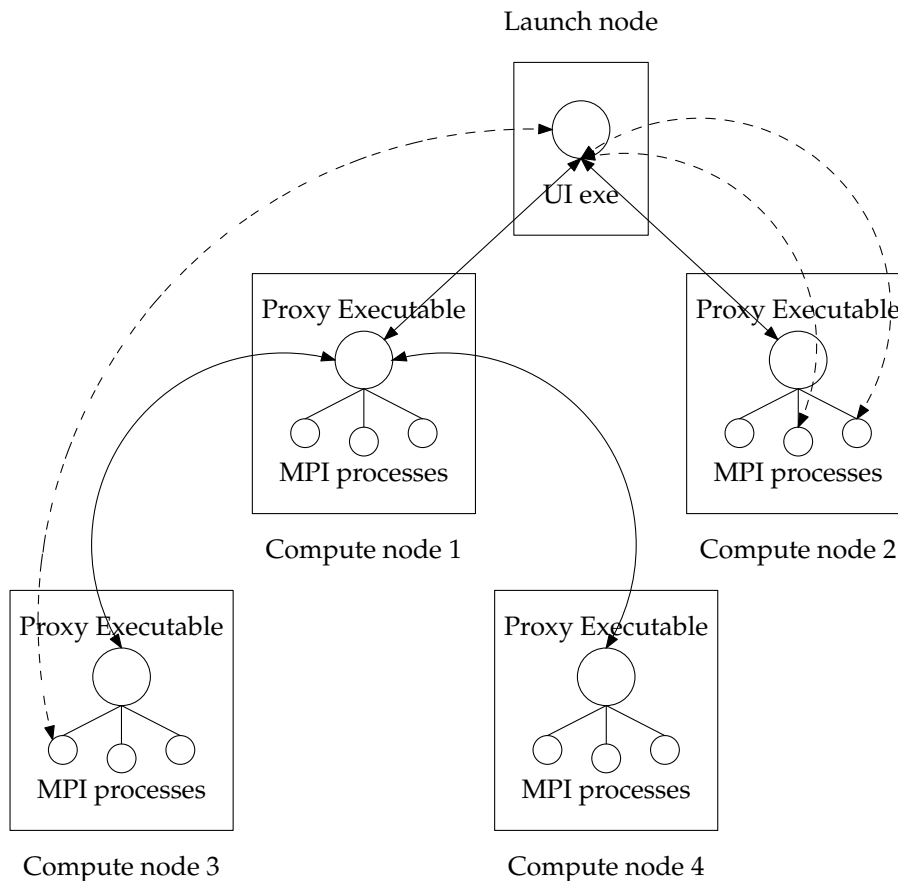 Launch node
UI exe
Proxy Executable
MPI processes
Compute node 1
Proxy Executable
MPI processes
Compute node 2
Proxy Executable
MPI processes
Compute node 3
Proxy Executable
MPI processes
Compute node 4